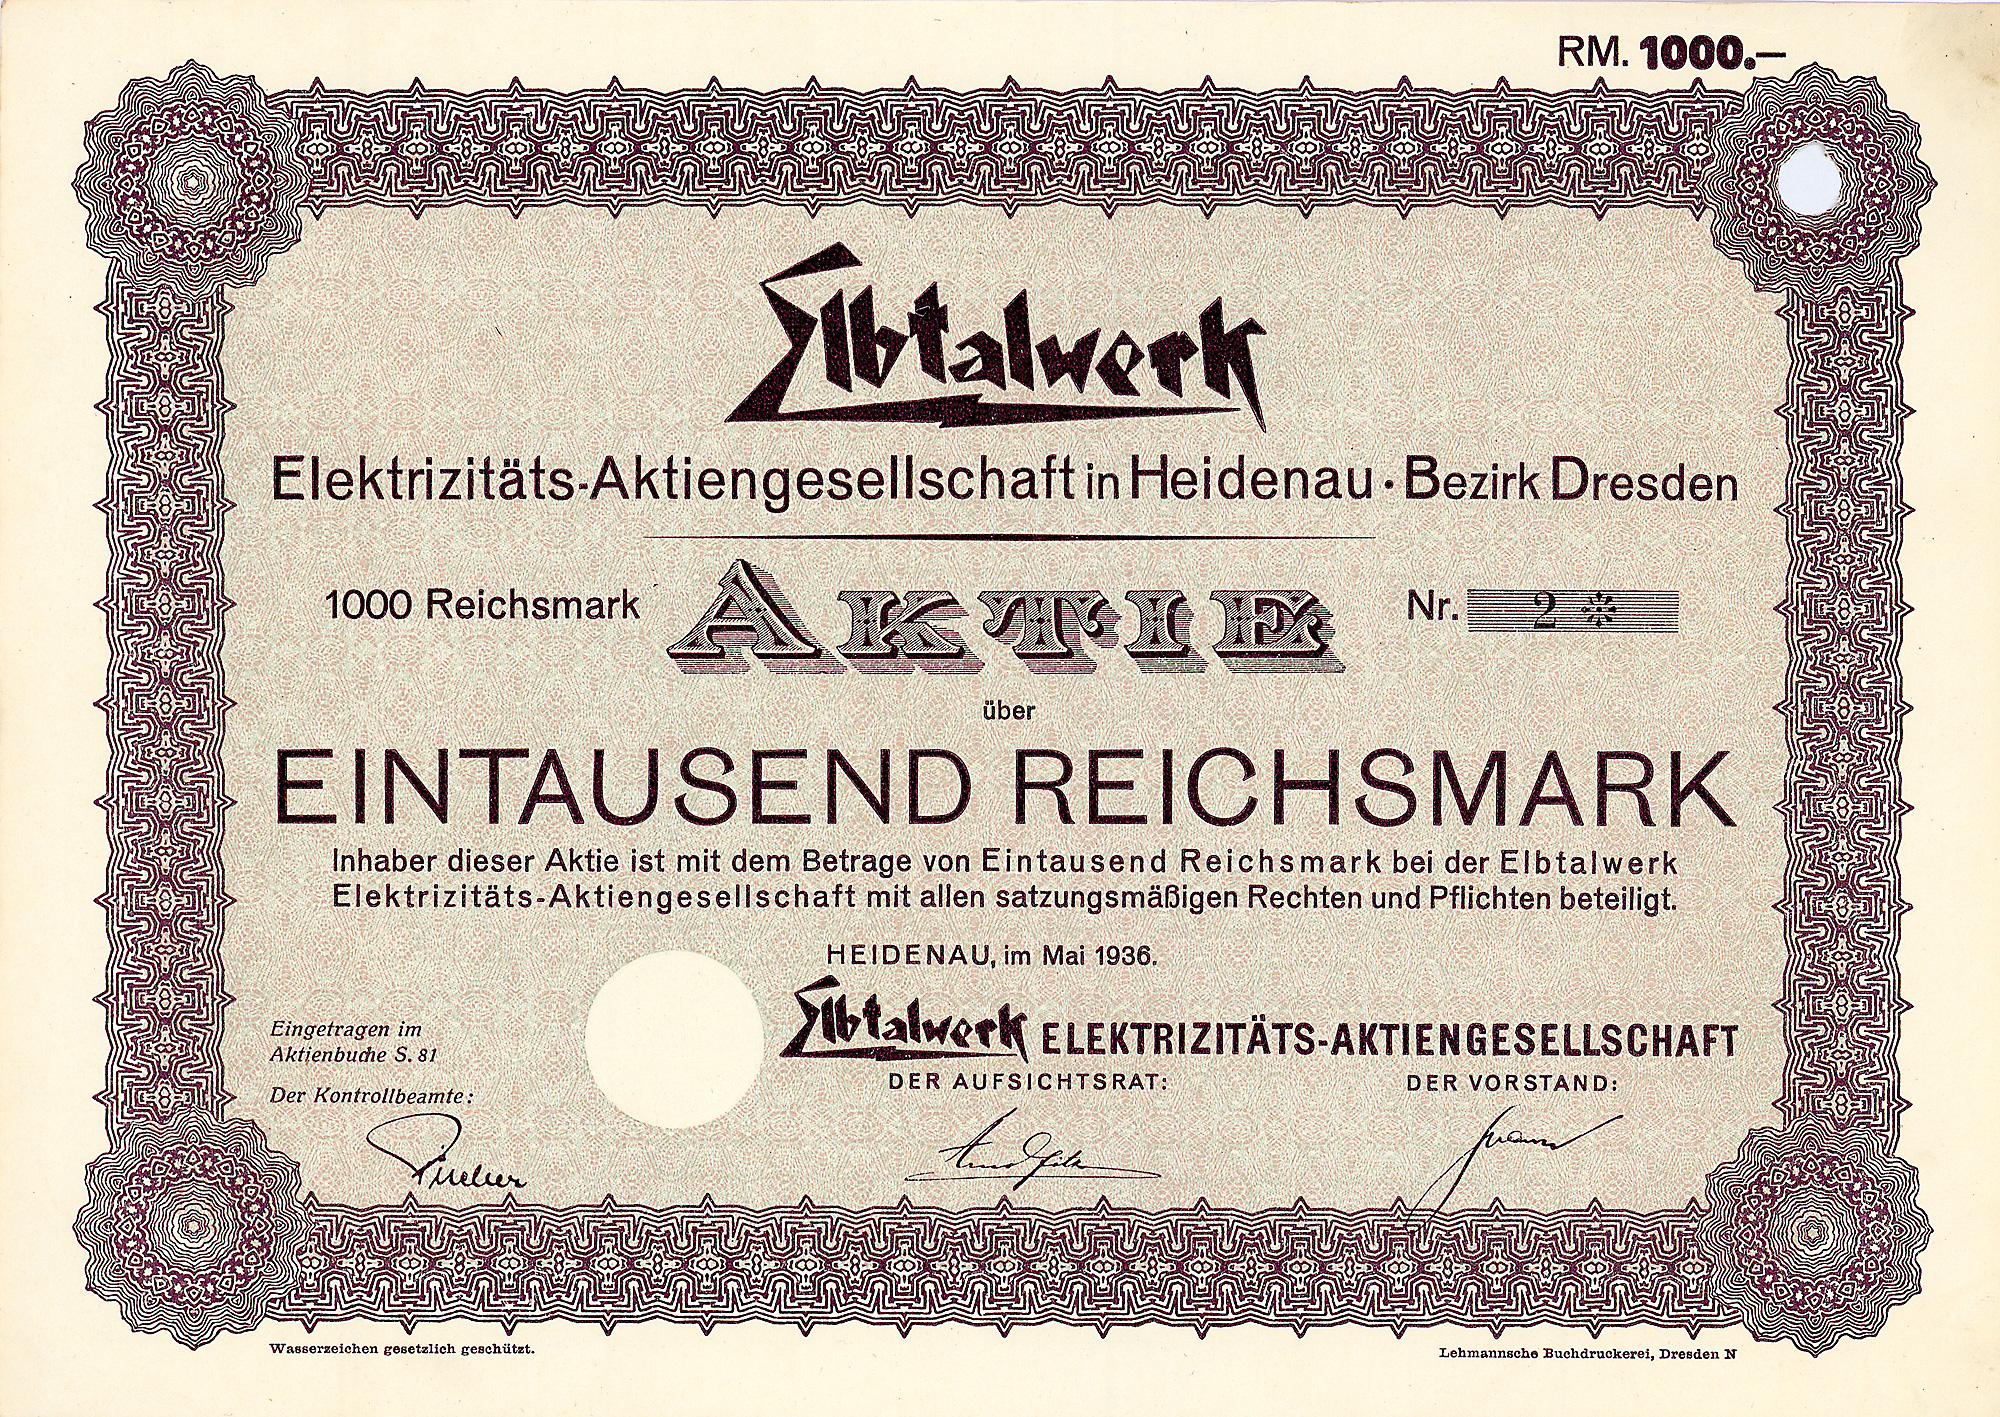 RM. 1000.—
Elbtalwerk
Elektrizitäts-Aktiengesellschaft in Heidenau · Bezirk Dresden
1000 Reichsmark AKTIE Nr. 2
über
EINTAUSEND REICHSMARK
Inhaber dieser Aktie ist mit dem Betrage von Eintausend Reichsmark bei der Elbtalwerk
Elektrizitäts-Aktiengesellschaft mit allen satzungsmäßigen Rechten und Pflichten beteiligt.
HEIDENAU, im Mai 1936.
Elbtalwerk ELEKTRIZITÄTS-AKTIENGESELLSCHAFT
Eingetragen im
Aktienbuche S. 81
DER AUFSICHTSRAT: DER VORSTAND:
Der Kontrollbeamte:
Wasserzeichen gesetzlich geschützt.
Lehmannsche Buchdruckerei, Dresden N